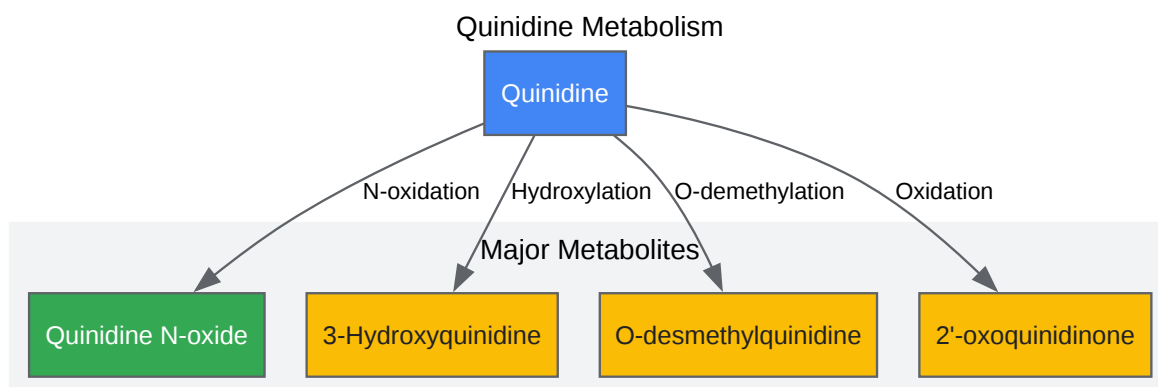 Quinidine Metabolism
Quinidine
N-oxidation
Hydroxylation
O-demethylation
Oxidation
Major Metabolites
Quinidine N-oxide
3-Hydroxyquinidine
O-desmethylquinidine
2'-oxoquinidinone